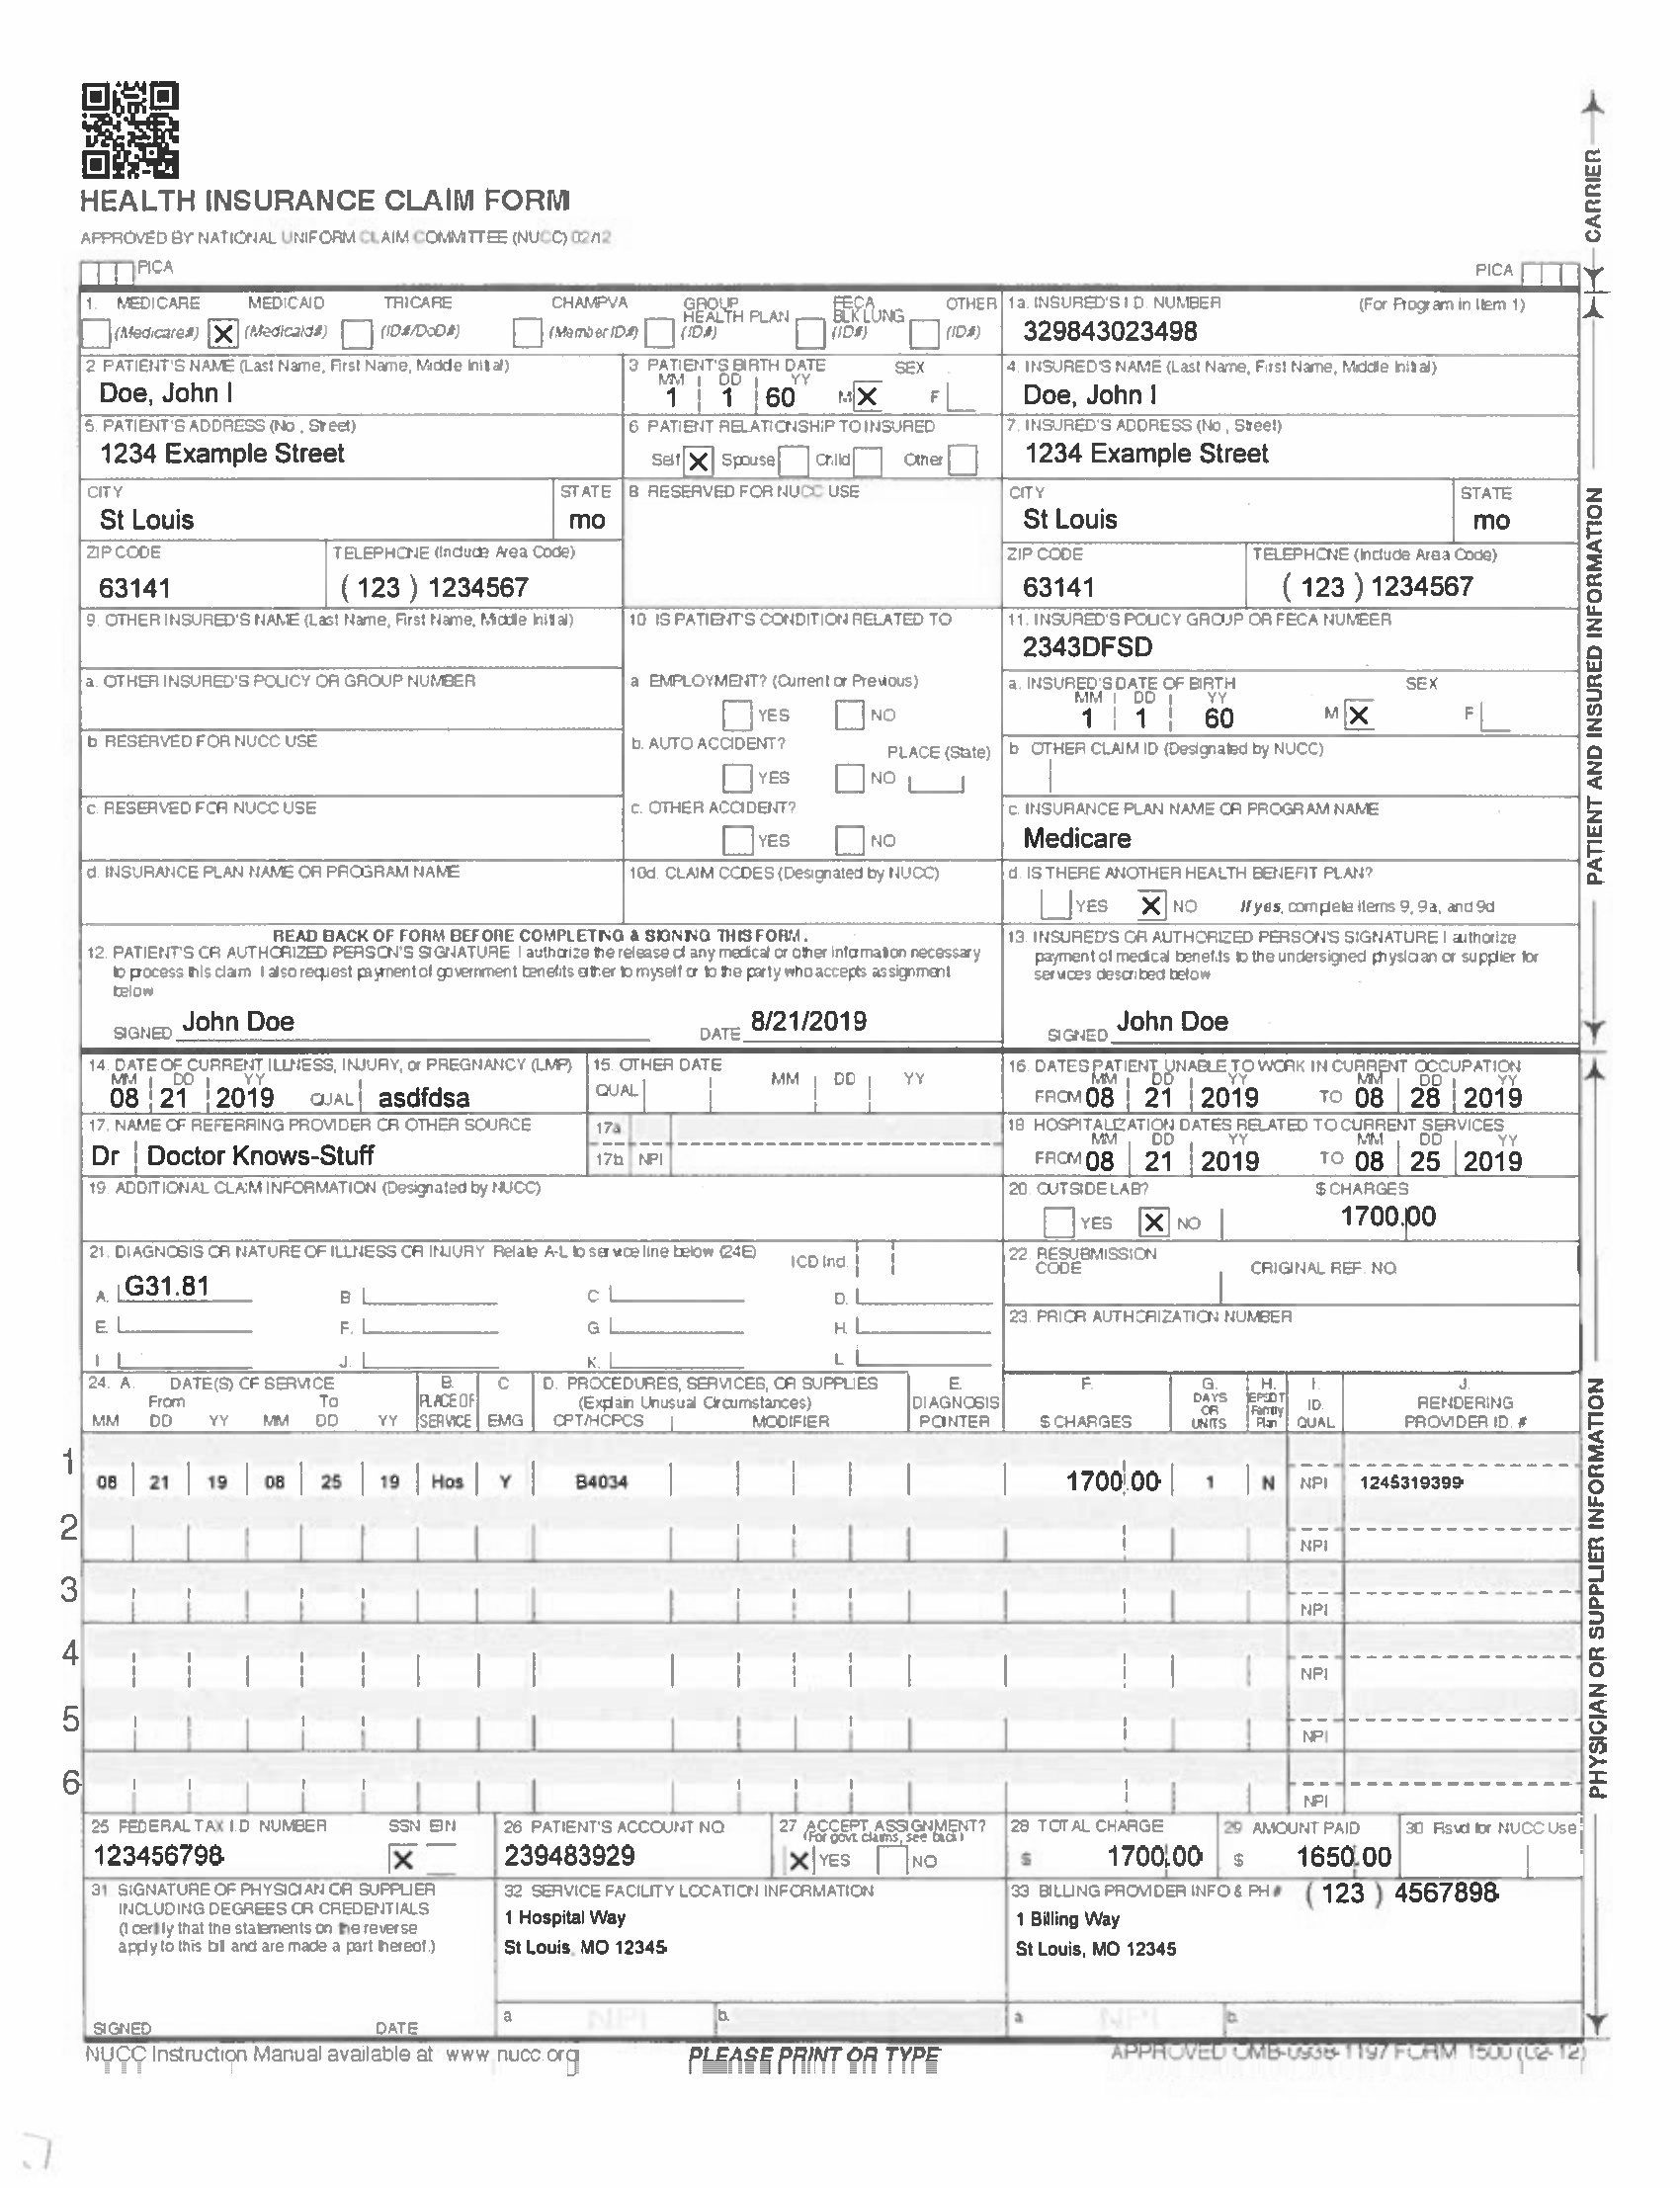 HEALTH INSURANCE CLAIM FORM
APPROVED BY NATIONAL UNIFORM CLAIM COMMITTEE (NUCC) 02/12
PICA
PICA
CARRIER
1. MEDICARE MEDICAID TRICARE CHAMPVA GROUP HEALTH PLAN FECA BLK LUNG OTHER
(Medicare#) X (Medicaid#) (ID#/DoD#) (Member ID#) (ID#) (ID#) (ID#)
1a. INSURED'S I D. NUMBER (For Program in Item 1)
329843023498
2 PATIENT'S NAME (Last Name, First Name, Middle Initial)
Doe, John I
3 PATIENT'S BIRTH DATE SEX
MM DD YY
1 1 60 M X F
4. INSURED'S NAME (Last Name, First Name, Middle Initial)
Doe, John I
5. PATIENT'S ADDRESS (No , Street)
1234 Example Street
6 PATIENT RELATIONSHIP TO INSURED
Self X Spouse Child Other
7. INSURED'S ADDRESS (No , Street)
1234 Example Street
CITY STATE
St Louis mo
8 RESERVED FOR NUCC USE
CITY STATE
St Louis mo
ZIP CODE TELEPHONE (Include Area Code)
63141 ( 123 ) 1234567
ZIP CODE TELEPHONE (Include Area Code)
63141 ( 123 ) 1234567
9. OTHER INSURED'S NAME (Last Name, First Name, Middle Initial)
10 IS PATIENT'S CONDITION RELATED TO
11. INSURED'S POLICY GROUP OR FECA NUMBER
2343DFSD
a. OTHER INSURED'S POLICY OR GROUP NUMBER
a EMPLOYMENT? (Current or Previous)
YES NO
a. INSURED'S DATE OF BIRTH SEX
MM DD YY
1 1 60 M X F
b RESERVED FOR NUCC USE
b. AUTO ACCIDENT? PLACE (State)
YES NO
b OTHER CLAIM ID (Designated by NUCC)
c. RESERVED FOR NUCC USE
c. OTHER ACCIDENT?
YES NO
c. INSURANCE PLAN NAME OR PROGRAM NAME
Medicare
d. INSURANCE PLAN NAME OR PROGRAM NAME
10d. CLAIM CODES (Designated by NUCC)
d. IS THERE ANOTHER HEALTH BENEFIT PLAN?
YES X NO If yes, complete items 9, 9a, and 9d
PATIENT AND INSURED INFORMATION
READ BACK OF FORM BEFORE COMPLETING & SIGNING THIS FORM.
12. PATIENT'S OR AUTHORIZED PERSON'S SIGNATURE I authorize the release of any medical or other information necessary
to process this claim I also request payment of government benefits either to myself or to the party who accepts assignment
below
SIGNED John Doe DATE 8/21/2019
13. INSURED'S OR AUTHORIZED PERSON'S SIGNATURE I authorize
payment of medical benefits to the undersigned physician or supplier for
services described below
SIGNED John Doe
14. DATE OF CURRENT ILLNESS, INJURY, or PREGNANCY (LMP)
MM DD YY
08 21 2019 QUAL asdfdsa
15. OTHER DATE
QUAL MM DD YY
16. DATES PATIENT UNABLE TO WORK IN CURRENT OCCUPATION
MM DD YY MM DD YY
FROM 08 21 2019 TO 08 28 2019
17. NAME OF REFERRING PROVIDER OR OTHER SOURCE
Dr Doctor Knows-Stuff
17a
17b NPI
18 HOSPITALIZATION DATES RELATED TO CURRENT SERVICES
MM DD YY MM DD YY
FROM 08 21 2019 TO 08 25 2019
19. ADDITIONAL CLAIM INFORMATION (Designated by NUCC)
20. OUTSIDE LAB? $ CHARGES
YES X NO 1700.00
21. DIAGNOSIS OR NATURE OF ILLNESS OR INJURY Relate A-L to service line below (24E) ICD Ind.
A. G31.81 B C D.
E. F. G H.
I J. K. L
22. RESUBMISSION CODE ORIGINAL REF. NO.
23. PRIOR AUTHORIZATION NUMBER
24. A. DATE(S) OF SERVICE B. C D. PROCEDURES, SERVICES, OR SUPPLIES E. F. G. H. I. J.
From To PLACE OF (Explain Unusual Circumstances) DIAGNOSIS DAYS OR EPSDT Family ID. RENDERING
MM DD YY MM DD YY SERVICE EMG CPT/HCPCS MODIFIER POINTER $ CHARGES UNITS Plan QUAL PROVIDER ID. #
1
08 21 19 08 25 19 Hos Y B4034 1700 00 1 N NPI 1245319399
2 NPI
3 NPI
4 NPI
5 NPI
6 NPI
PHYSICIAN OR SUPPLIER INFORMATION
25 FEDERAL TAX I.D NUMBER SSN EIN
123456798 X
26 PATIENT'S ACCOUNT NO
239483929
27 ACCEPT ASSIGNMENT?
(For govt. claims, see back)
X YES NO
28 TOTAL CHARGE
$ 1700.00
29 AMOUNT PAID
$ 1650.00
30 Rsvd for NUCC Use
31 SIGNATURE OF PHYSICIAN OR SUPPLIER
INCLUDING DEGREES OR CREDENTIALS
(I certify that the statements on the reverse
apply to this bill and are made a part thereof.)
SIGNED DATE
32 SERVICE FACILITY LOCATION INFORMATION
1 Hospital Way
St Louis, MO 12345
a NPI b.
33 BILLING PROVIDER INFO & PH # ( 123 ) 4567898
1 Billing Way
St Louis, MO 12345
a NPI b.
NUCC Instruction Manual available at www nucc.org
PLEASE PRINT OR TYPE
APPROVED OMB-0938-1197 FORM 1500 (02-12)